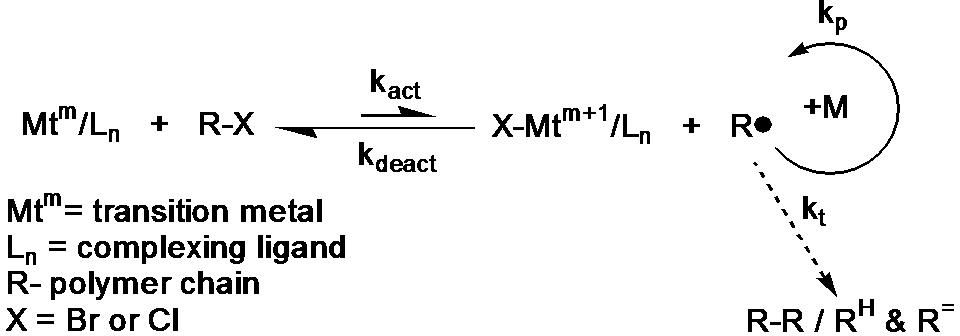 k_p
k_act
+M
Mt^m/L_n + R-X X-Mt^m+1/L_n + R●
k_deact
Mt^m= transition metal
k_t
L_n = complexing ligand
R- polymer chain
X = Br or Cl
R-R / R^H & R^=